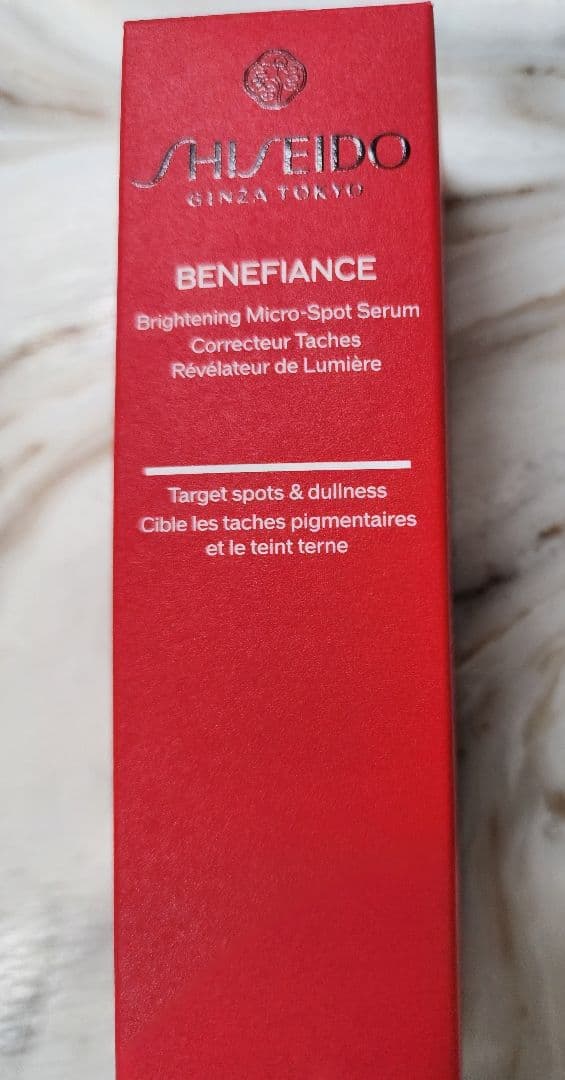 SHISEIDO
GINZA TOKYO
BENEFIANCE
Brightening Micro-Spot Serum
Correcteur Taches
Révélateur de Lumière
Target spots & dullness
Cible les taches pigmentaires
et le teint terne